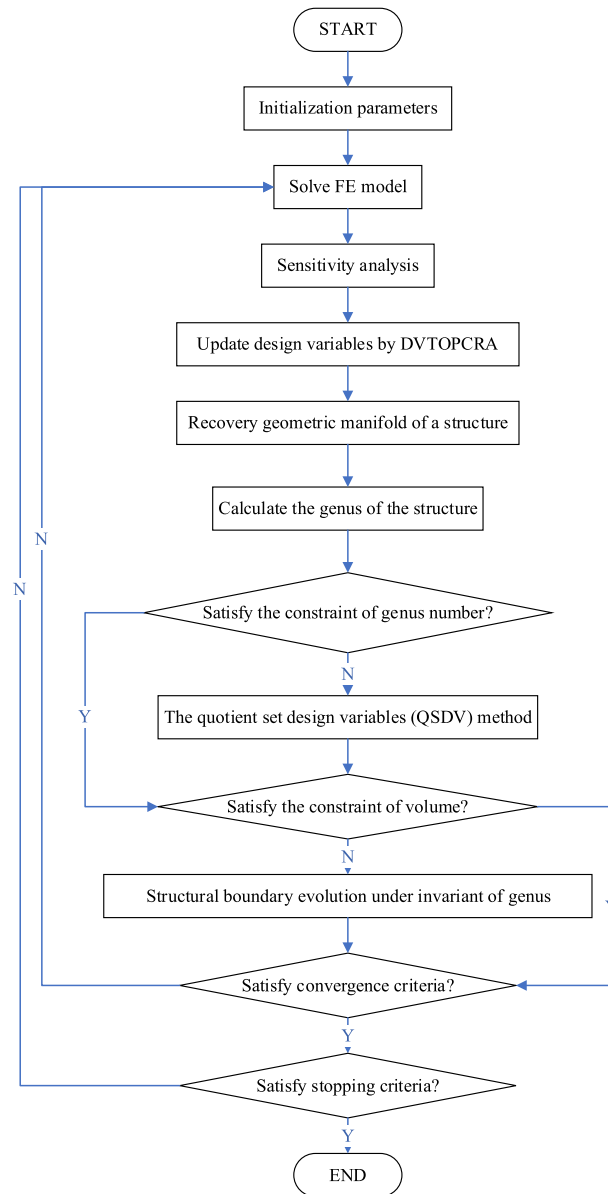 START
Initialization parameters
Solve FE model
Sensitivity analysis
Update design variables by DVTOPCRA
Recovery geometric manifold of a structure
Calculate the genus of the structure
N
N
Satisfy the constraint of genus number?
N
Y
The quotient set design variables (QSDV) method
Satisfy the constraint of volume?
N
Structural boundary evolution under invariant of genus
Satisfy convergence criteria?
Y
Satisfy stopping criteria?
Y
END